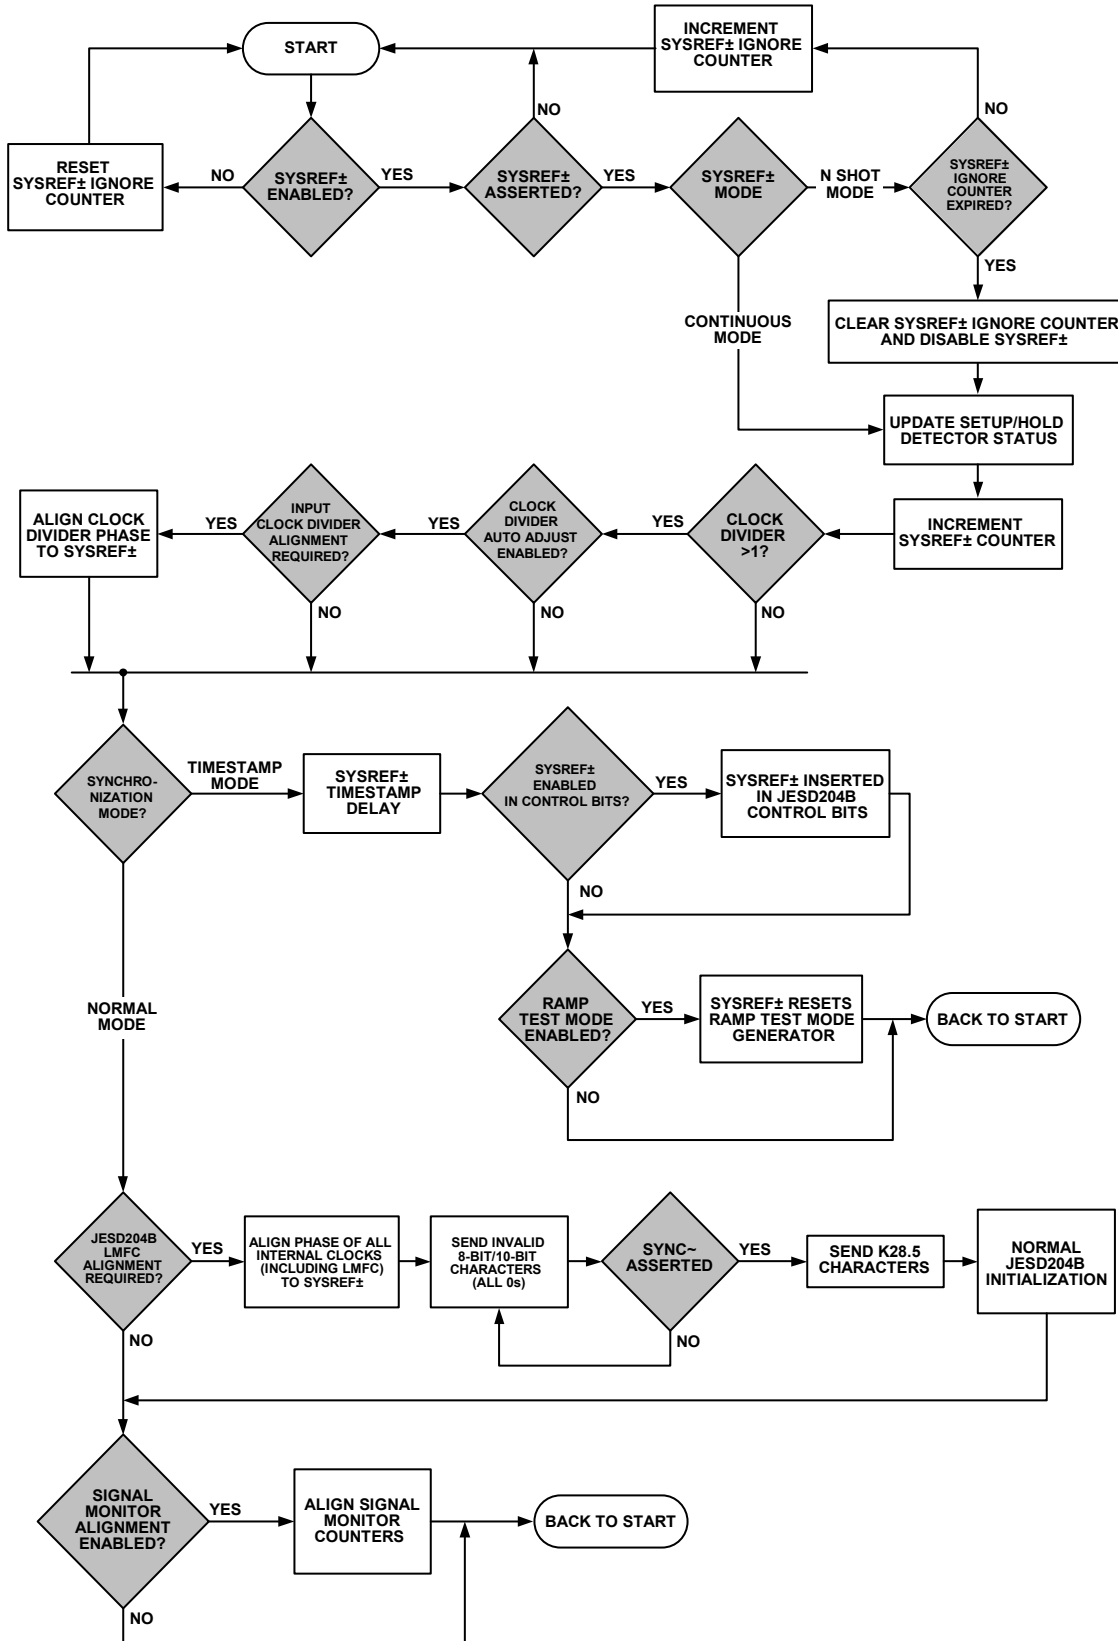 START
INCREMENT
SYSREF± IGNORE
COUNTER
NO
NO
RESET
SYSREF± IGNORE
COUNTER
NO
SYSREF±
ENABLED?
YES
SYSREF±
ASSERTED?
YES
SYSREF±
MODE
N SHOT
MODE
SYSREF±
IGNORE
COUNTER
EXPIRED?
YES
CONTINUOUS
MODE
CLEAR SYSREF± IGNORE COUNTER
AND DISABLE SYSREF±
UPDATE SETUP/HOLD
DETECTOR STATUS
ALIGN CLOCK
DIVIDER PHASE
TO SYSREF±
YES
INPUT
CLOCK DIVIDER
ALIGNMENT
REQUIRED?
YES
CLOCK
DIVIDER
AUTO ADJUST
ENABLED?
YES
CLOCK
DIVIDER
>1?
INCREMENT
SYSREF± COUNTER
NO
NO
NO
SYNCHRO-
NIZATION
MODE?
TIMESTAMP
MODE
SYSREF±
TIMESTAMP
DELAY
SYSREF±
ENABLED
IN CONTROL BITS?
YES
SYSREF± INSERTED
IN JESD204B
CONTROL BITS
NO
NORMAL
MODE
RAMP
TEST MODE
ENABLED?
YES
SYSREF± RESETS
RAMP TEST MODE
GENERATOR
BACK TO START
NO
JESD204B
LMFC
ALIGNMENT
REQUIRED?
YES
ALIGN PHASE OF ALL
INTERNAL CLOCKS
(INCLUDING LMFC)
TO SYSREF±
SEND INVALID
8-BIT/10-BIT
CHARACTERS
(ALL 0s)
SYNC~
ASSERTED
YES
SEND K28.5
CHARACTERS
NORMAL
JESD204B
INITIALIZATION
NO
NO
SIGNAL
MONITOR
ALIGNMENT
ENABLED?
YES
ALIGN SIGNAL
MONITOR
COUNTERS
BACK TO START
NO